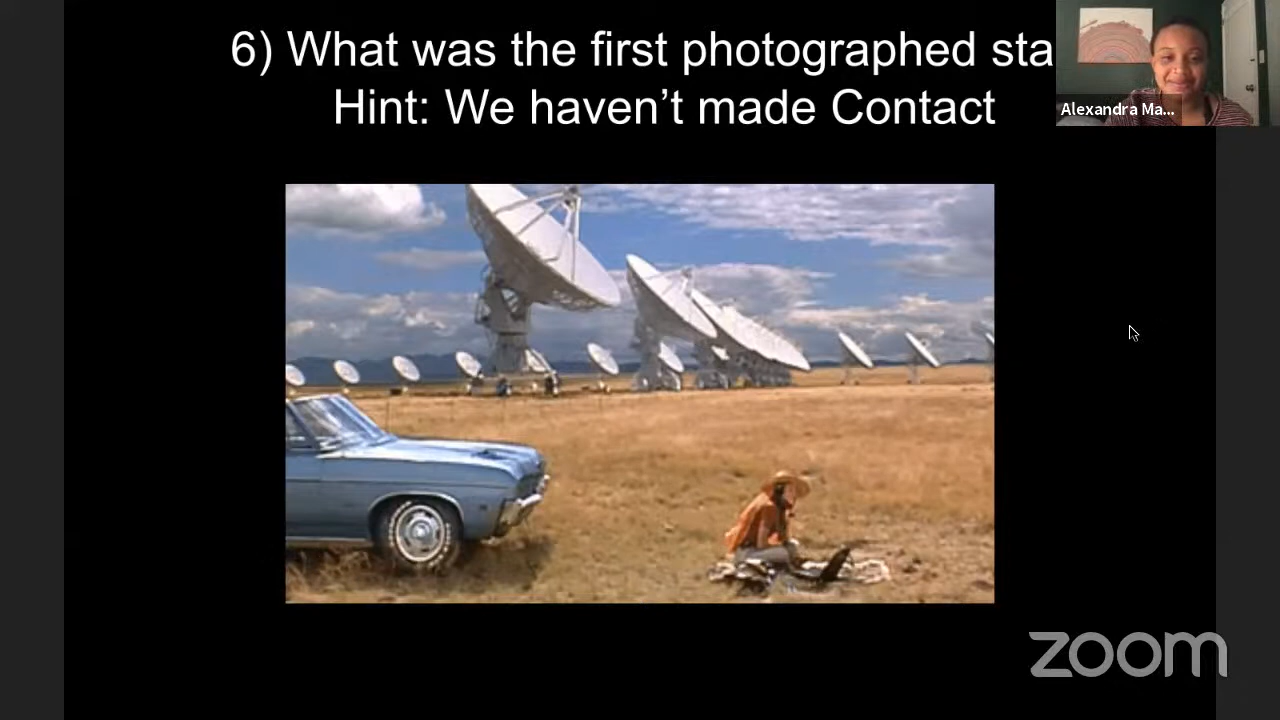 6) What was the first photographed sta
Hint: We haven’t made Contact
Alexandra Ma...
zoom